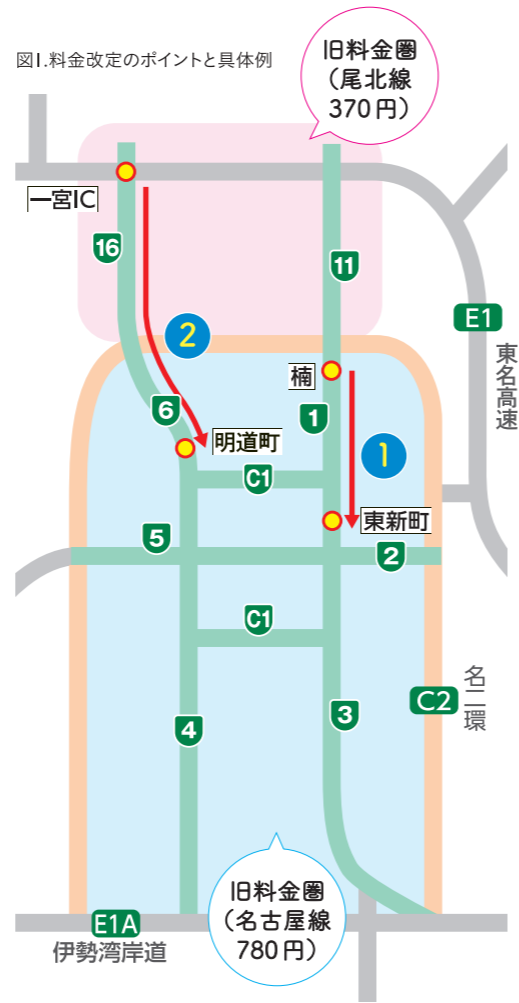 図1.料金改定のポイントと具体例
旧料金圏
（尾北線
370円）
一宮IC
16
11
E1
東名高速
2
楠
6
1
明道町
1
C1
東新町
5
2
C1
名二環
C2
3
4
旧料金圏
（名古屋線
780円）
E1A
伊勢湾岸道